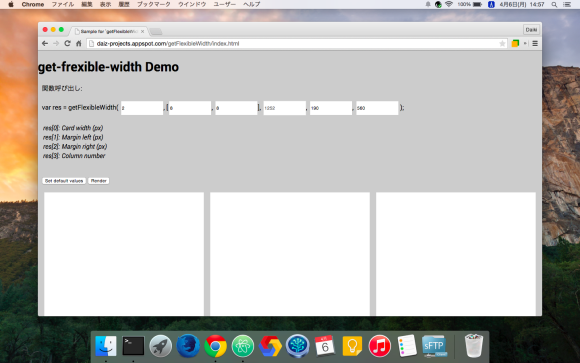 Chrome ファイル 編集 表示 履歴 ブックマーク ウインドウ ユーザー ヘルプ 100% 4月6日(月) 14:57
Sample for 'getFlexibleWid Daiki
daiz-projects.appspot.com/getFlexibleWidth/index.html
get-frexible-width Demo
関数呼び出し:
var res = getFlexibleWidth( 2 , [ 8 , 8 ], 1252 , 180 , 560 );
res[0]: Card width (px)
res[1]: Margin left (px)
res[2]: Margin right (px)
res[3]: Column number
Set default values Render
6
sFTP